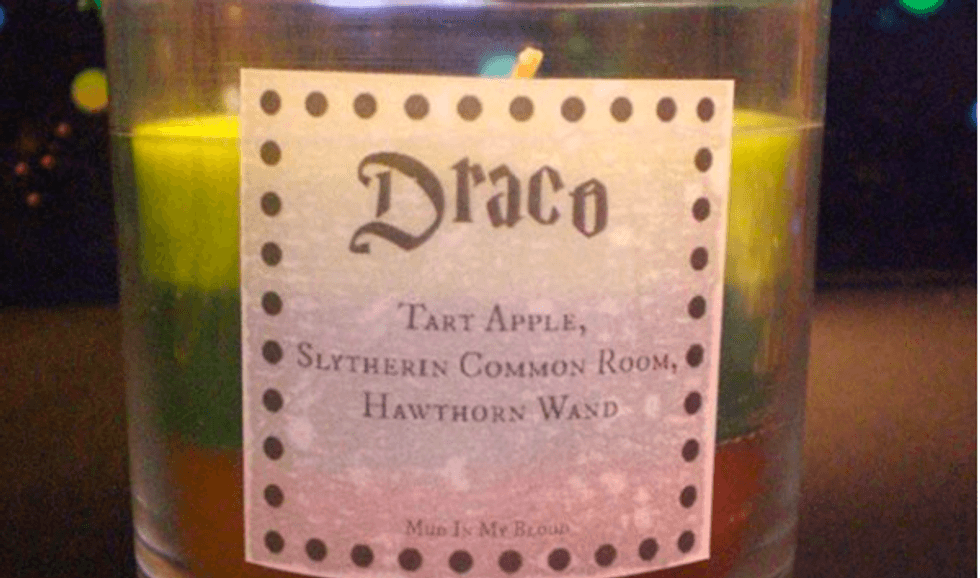 Draco
Tart Apple,
Slytherin Common Room,
Hawthorn Wand
Mud In My Blood